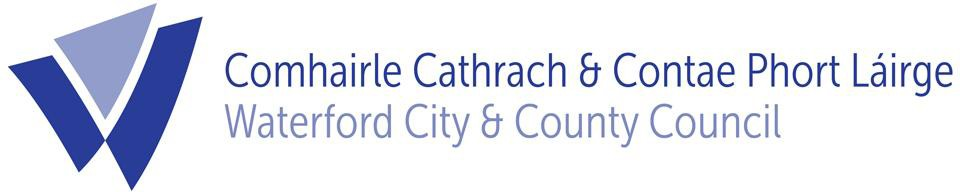 Comhairle Cathrach & Contae Phort Láirge
Waterford City & County Council